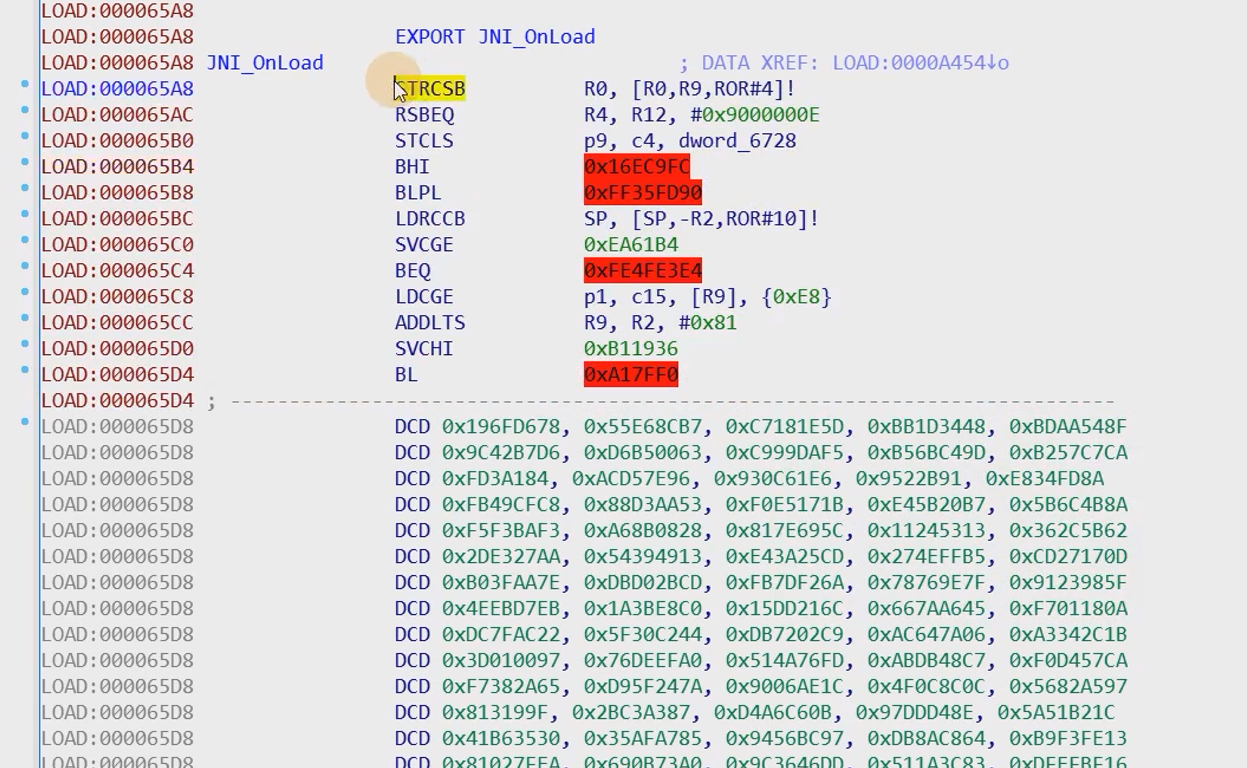 LOAD:000065A8
LOAD:000065A8 EXPORT JNI_OnLoad
LOAD:000065A8 JNI_OnLoad ; DATA XREF: LOAD:0000A454↓o
LOAD:000065A8 STRCSB R0, [R0,R9,ROR#4]!
LOAD:000065AC RSBEQ R4, R12, #0x9000000E
LOAD:000065B0 STCLS p9, c4, dword_6728
LOAD:000065B4 BHI 0x16EC9FC
LOAD:000065B8 BLPL 0xFF35FD90
LOAD:000065BC LDRCCB SP, [SP,-R2,ROR#10]!
LOAD:000065C0 SVCGE 0xEA61B4
LOAD:000065C4 BEQ 0xFE4FE3E4
LOAD:000065C8 LDCGE p1, c15, [R9], {0xE8}
LOAD:000065CC ADDLTS R9, R2, #0x81
LOAD:000065D0 SVCHI 0xB11936
LOAD:000065D4 BL 0xA17FF0
LOAD:000065D4 ; ---------------------------------------------------------------------------
LOAD:000065D8 DCD 0x196FD678, 0x55E68CB7, 0xC7181E5D, 0xBB1D3448, 0xBDAA548F
LOAD:000065D8 DCD 0x9C42B7D6, 0xD6B50063, 0xC999DAF5, 0xB56BC49D, 0xB257C7CA
LOAD:000065D8 DCD 0xFD3A184, 0xACD57E96, 0x930C61E6, 0x9522B91, 0xE834FD8A
LOAD:000065D8 DCD 0xFB49CFC8, 0x88D3AA53, 0xF0E5171B, 0xE45B20B7, 0x5B6C4B8A
LOAD:000065D8 DCD 0xF5F3BAF3, 0xA68B0828, 0x817E695C, 0x11245313, 0x362C5B62
LOAD:000065D8 DCD 0x2DE327AA, 0x54394913, 0xE43A25CD, 0x274EFFB5, 0xCD27170D
LOAD:000065D8 DCD 0xB03FAA7E, 0xDBD02BCD, 0xFB7DF26A, 0x78769E7F, 0x9123985F
LOAD:000065D8 DCD 0x4EEBD7EB, 0x1A3BE8C0, 0x15DD216C, 0x667AA645, 0xF701180A
LOAD:000065D8 DCD 0xDC7FAC22, 0x5F30C244, 0xDB7202C9, 0xAC647A06, 0xA3342C1B
LOAD:000065D8 DCD 0x3D010097, 0x76DEEFA0, 0x514A76FD, 0xABDB48C7, 0xF0D457CA
LOAD:000065D8 DCD 0xF7382A65, 0xD95F247A, 0x9006AE1C, 0x4F0C8C0C, 0x5682A597
LOAD:000065D8 DCD 0x813199F, 0x2BC3A387, 0xD4A6C60B, 0x97DDD48E, 0x5A51B21C
LOAD:000065D8 DCD 0x41B63530, 0x35AFA785, 0x9456BC97, 0xDB8AC864, 0xB9F3FE13
LOAD:000065D8 DCD 0x690B73A0, 0x9C3646DD, 0x511A3C83,